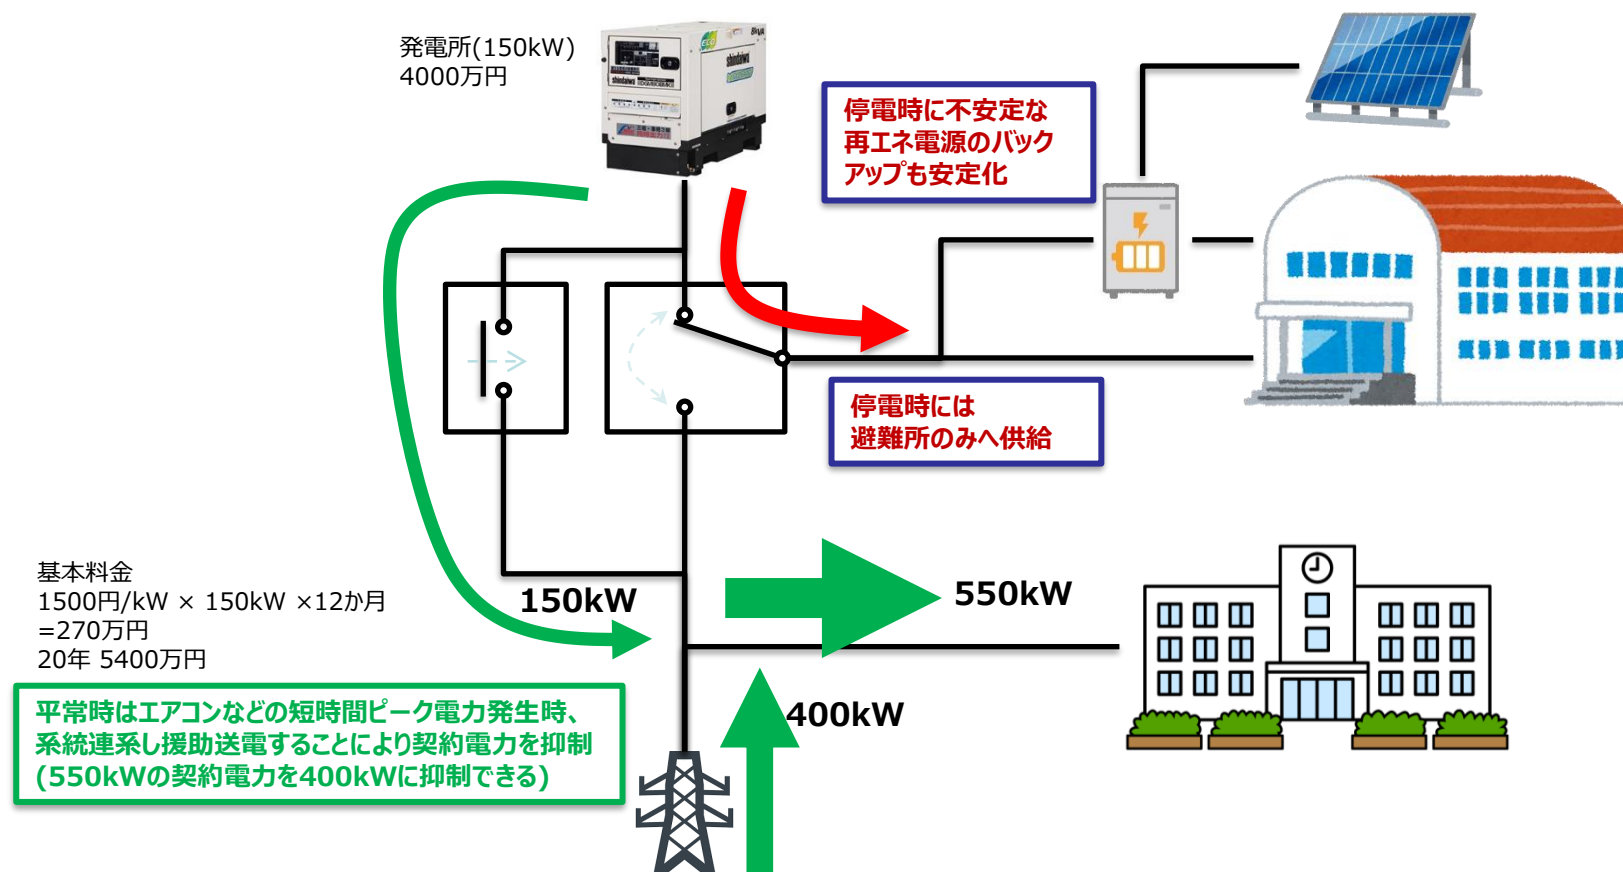 発電所(150kW)
4000万円
ECO
8kVA
shindaiwa
shindaiwa
停電時に不安定な
再エネ電源のバック
アップも安定化
停電時には
避難所のみへ供給
基本料金
1500円/kW × 150kW ×12か月
=270万円
20年 5400万円
150kW
550kW
400kW
平常時はエアコンなどの短時間ピーク電力発生時、
系統連系し援助送電することにより契約電力を抑制
(550kWの契約電力を400kWに抑制できる)